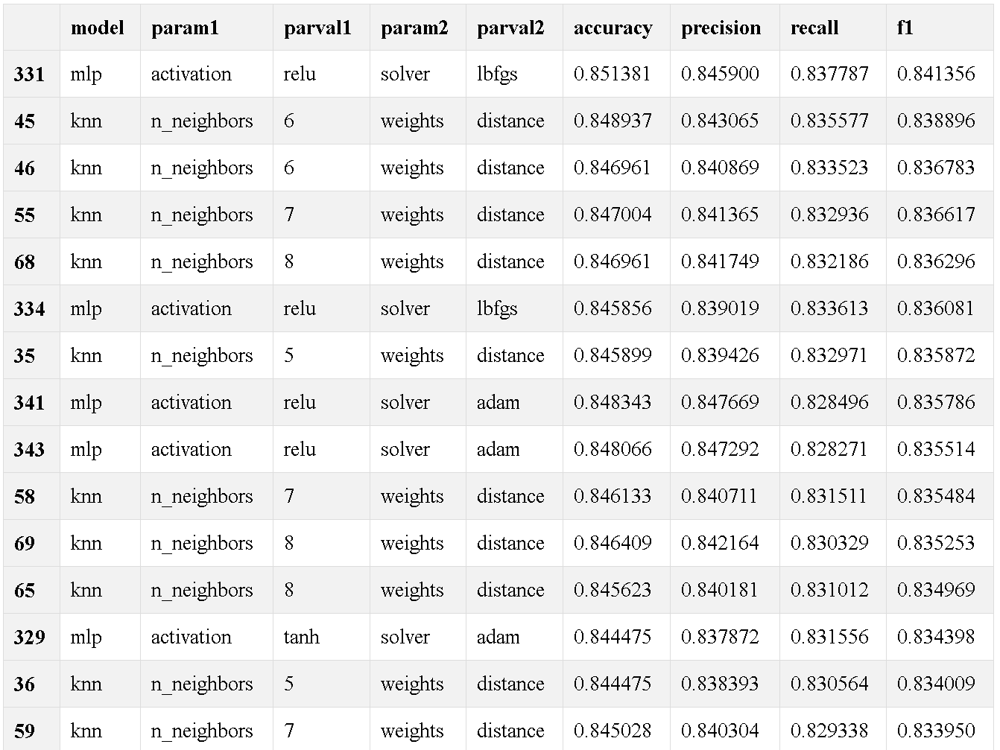 model param1 parval1 param2 parval2 accuracy precision recall f1
331 mlp activation relu solver lbfgs 0.851381 0.845900 0.837787 0.841356
45 knn n_neighbors 6 weights distance 0.848937 0.843065 0.835577 0.838896
46 knn n_neighbors 6 weights distance 0.846961 0.840869 0.833523 0.836783
55 knn n_neighbors 7 weights distance 0.847004 0.841365 0.832936 0.836617
68 knn n_neighbors 8 weights distance 0.846961 0.841749 0.832186 0.836296
334 mlp activation relu solver lbfgs 0.845856 0.839019 0.833613 0.836081
35 knn n_neighbors 5 weights distance 0.845899 0.839426 0.832971 0.835872
341 mlp activation relu solver adam 0.848343 0.847669 0.828496 0.835786
343 mlp activation relu solver adam 0.848066 0.847292 0.828271 0.835514
58 knn n_neighbors 7 weights distance 0.846133 0.840711 0.831511 0.835484
69 knn n_neighbors 8 weights distance 0.846409 0.842164 0.830329 0.835253
65 knn n_neighbors 8 weights distance 0.845623 0.840181 0.831012 0.834969
329 mlp activation tanh solver adam 0.844475 0.837872 0.831556 0.834398
36 knn n_neighbors 5 weights distance 0.844475 0.838393 0.830564 0.834009
59 knn n_neighbors 7 weights distance 0.845028 0.840304 0.829338 0.833950